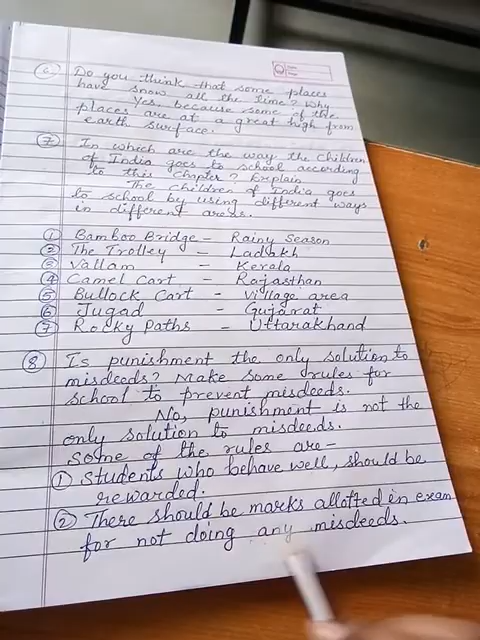 6 Do you think that some places
have snow all the time? Why
Yes, because some of the
places are at a great high from
earth surface.
7 In which are the way the children
of India goes to school according
to this chapter? Explain
The children of India goes
to school by using different ways
in different areas.
1 Bamboo Bridge - Rainy Season
2 The Trolley - Ladakh
3 Vallam - Kerala
4 Camel Cart - Rajasthan
5 Bullock Cart - Village area
6 Jugad - Gujarat
7 Rocky Paths - Uttarakhand
8 Is punishment the only solution to
misdeeds? Make some rules for
school to prevent misdeeds.
No, punishment is not the
only solution to misdeeds.
Some of the rules are-
1 Students who behave well, should be
rewarded.
2 There should be marks allotted in exam
for not doing any misdeeds.